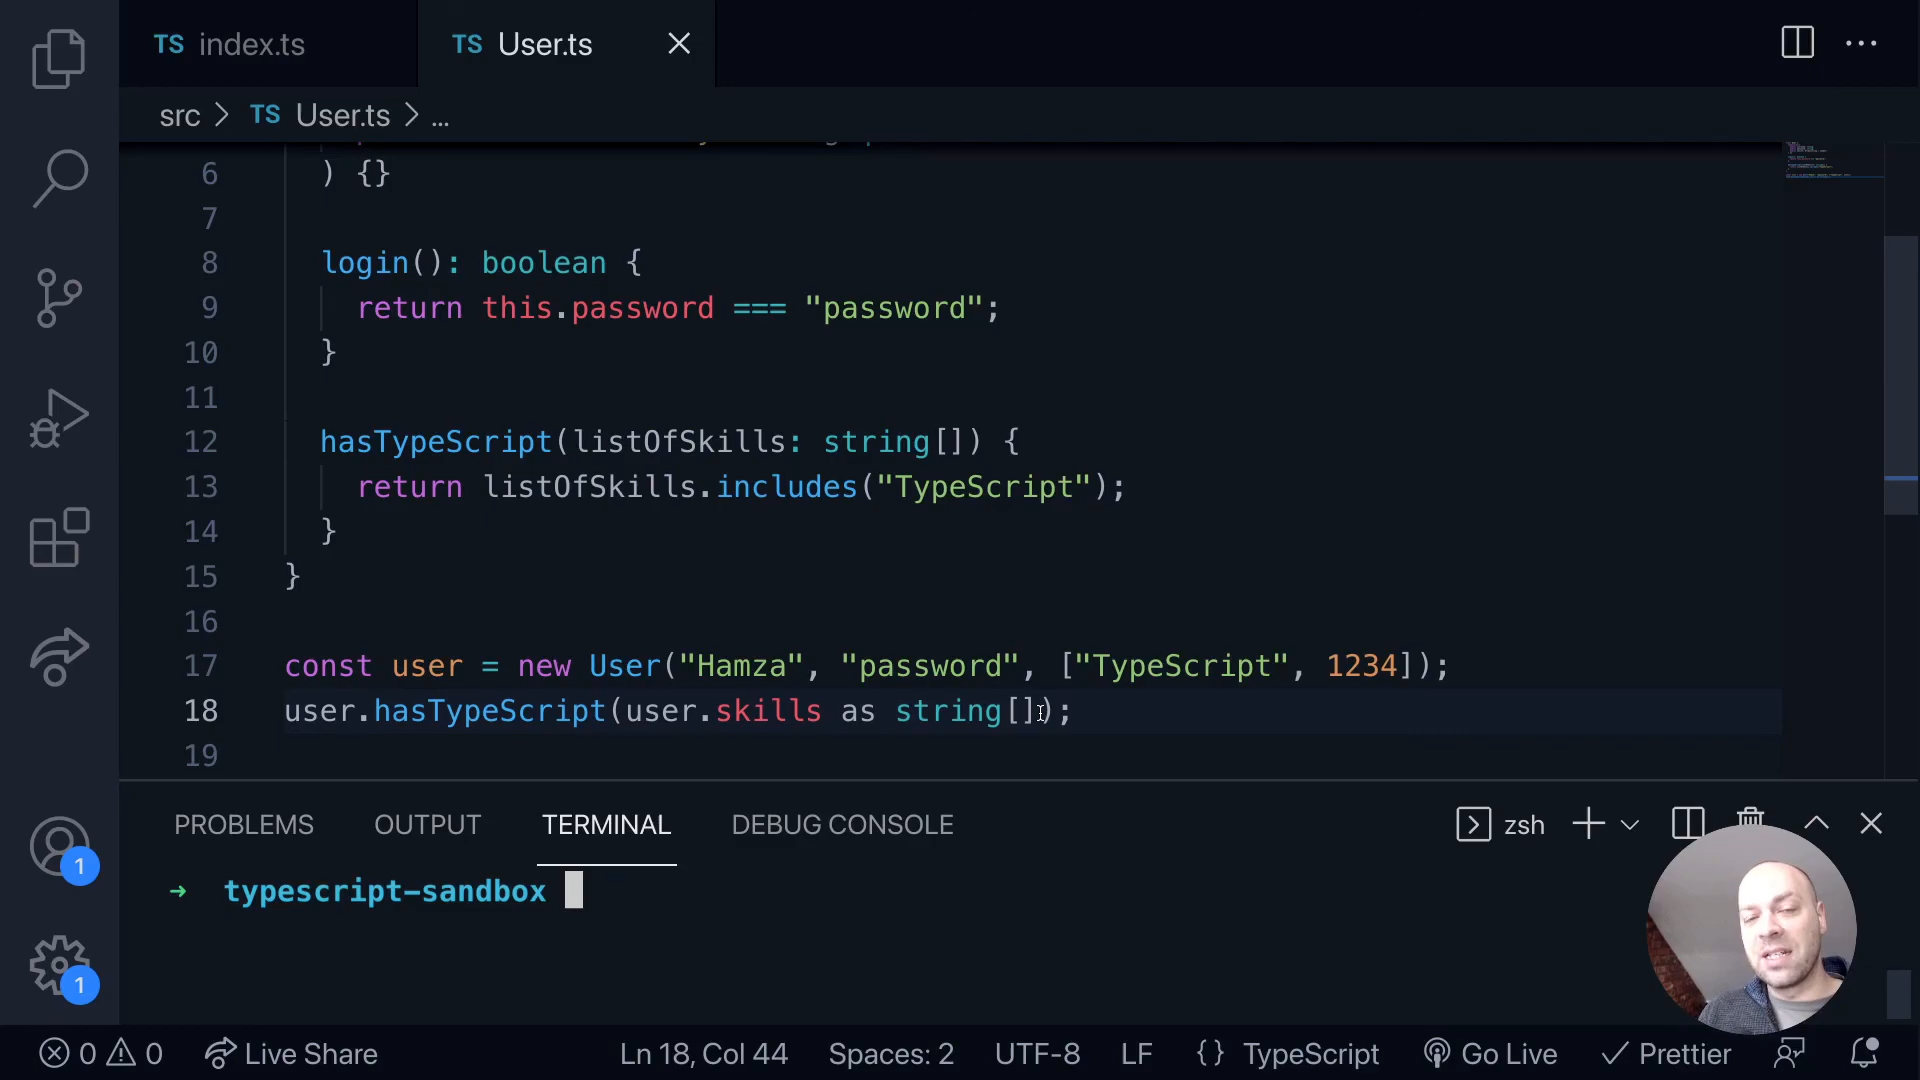 TS index.ts
TS User.ts
src > TS User.ts > ...
6 ) {}
7
8 login(): boolean {
9 return this.password === "password";
10 }
11
12 hasTypeScript(listOfSkills: string[]) {
13 return listOfSkills.includes("TypeScript");
14 }
15 }
16
17 const user = new User("Hamza", "password", ["TypeScript", 1234]);
18 user.hasTypeScript(user.skills as string[]);
19
PROBLEMS OUTPUT TERMINAL DEBUG CONSOLE zsh
→ typescript-sandbox
1
1
0 0 Live Share Ln 18, Col 44 Spaces: 2 UTF-8 LF {} TypeScript Go Live Prettier